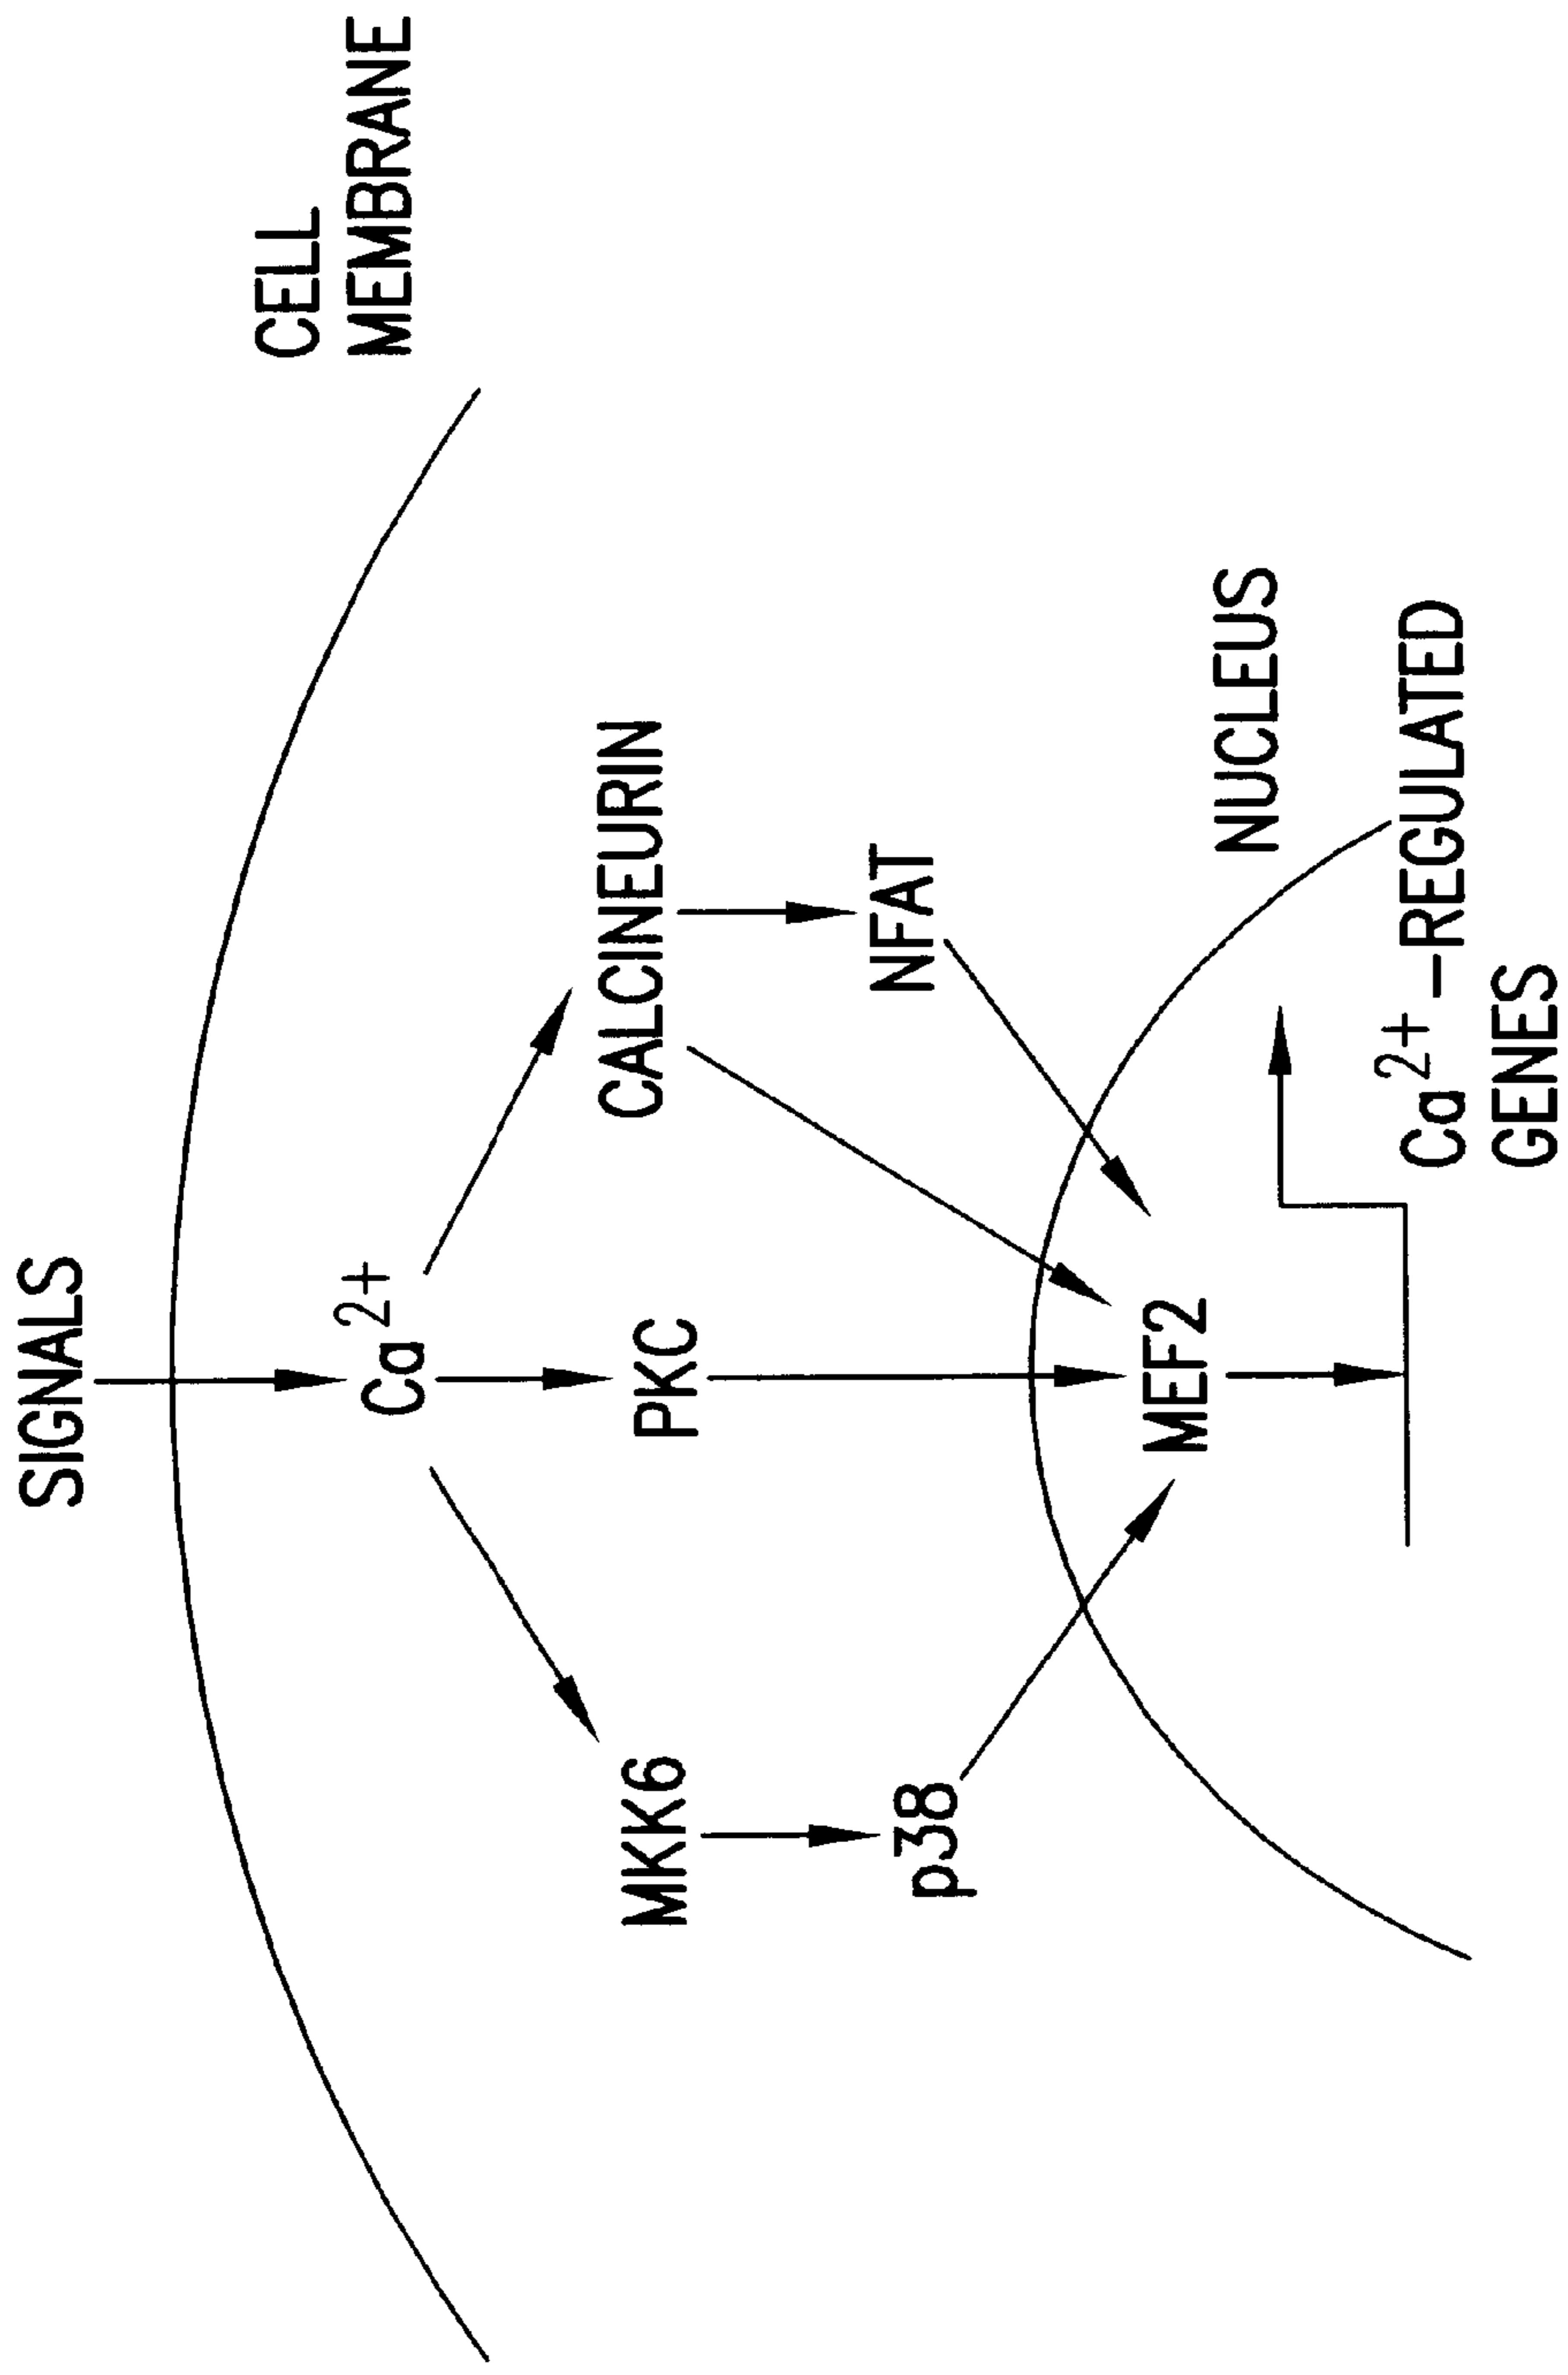 SIGNALS
CELL
MEMBRANE
Ca2+
MKK6
PKC
CALCINEURIN
p38
NFAT
MEF2
NUCLEUS
Ca2+-REGULATED
GENES